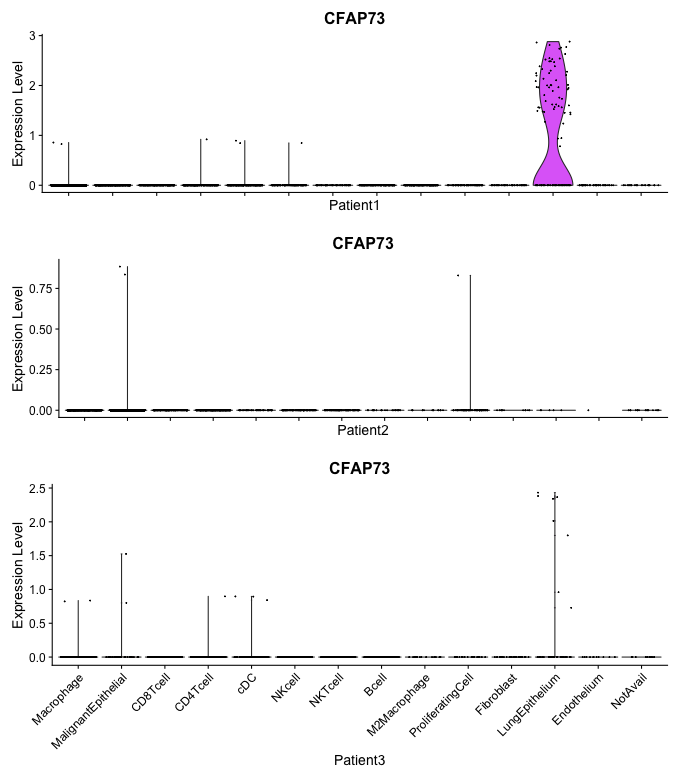 CFAP73
Expression Level
3
2
1
0
Patient1
CFAP73
Expression Level
0.75
0.50
0.25
0.00
Patient2
CFAP73
Expression Level
2.5
2.0
1.5
1.0
0.5
0.0
Macrophage
MalignantEpithelial
CD8Tcell
CD4Tcell
cDC
NKcell
NKTcell
Bcell
M2Macrophage
ProliferatingCell
Fibroblast
LungEpithelium
Endothelium
NotAvail
Patient3